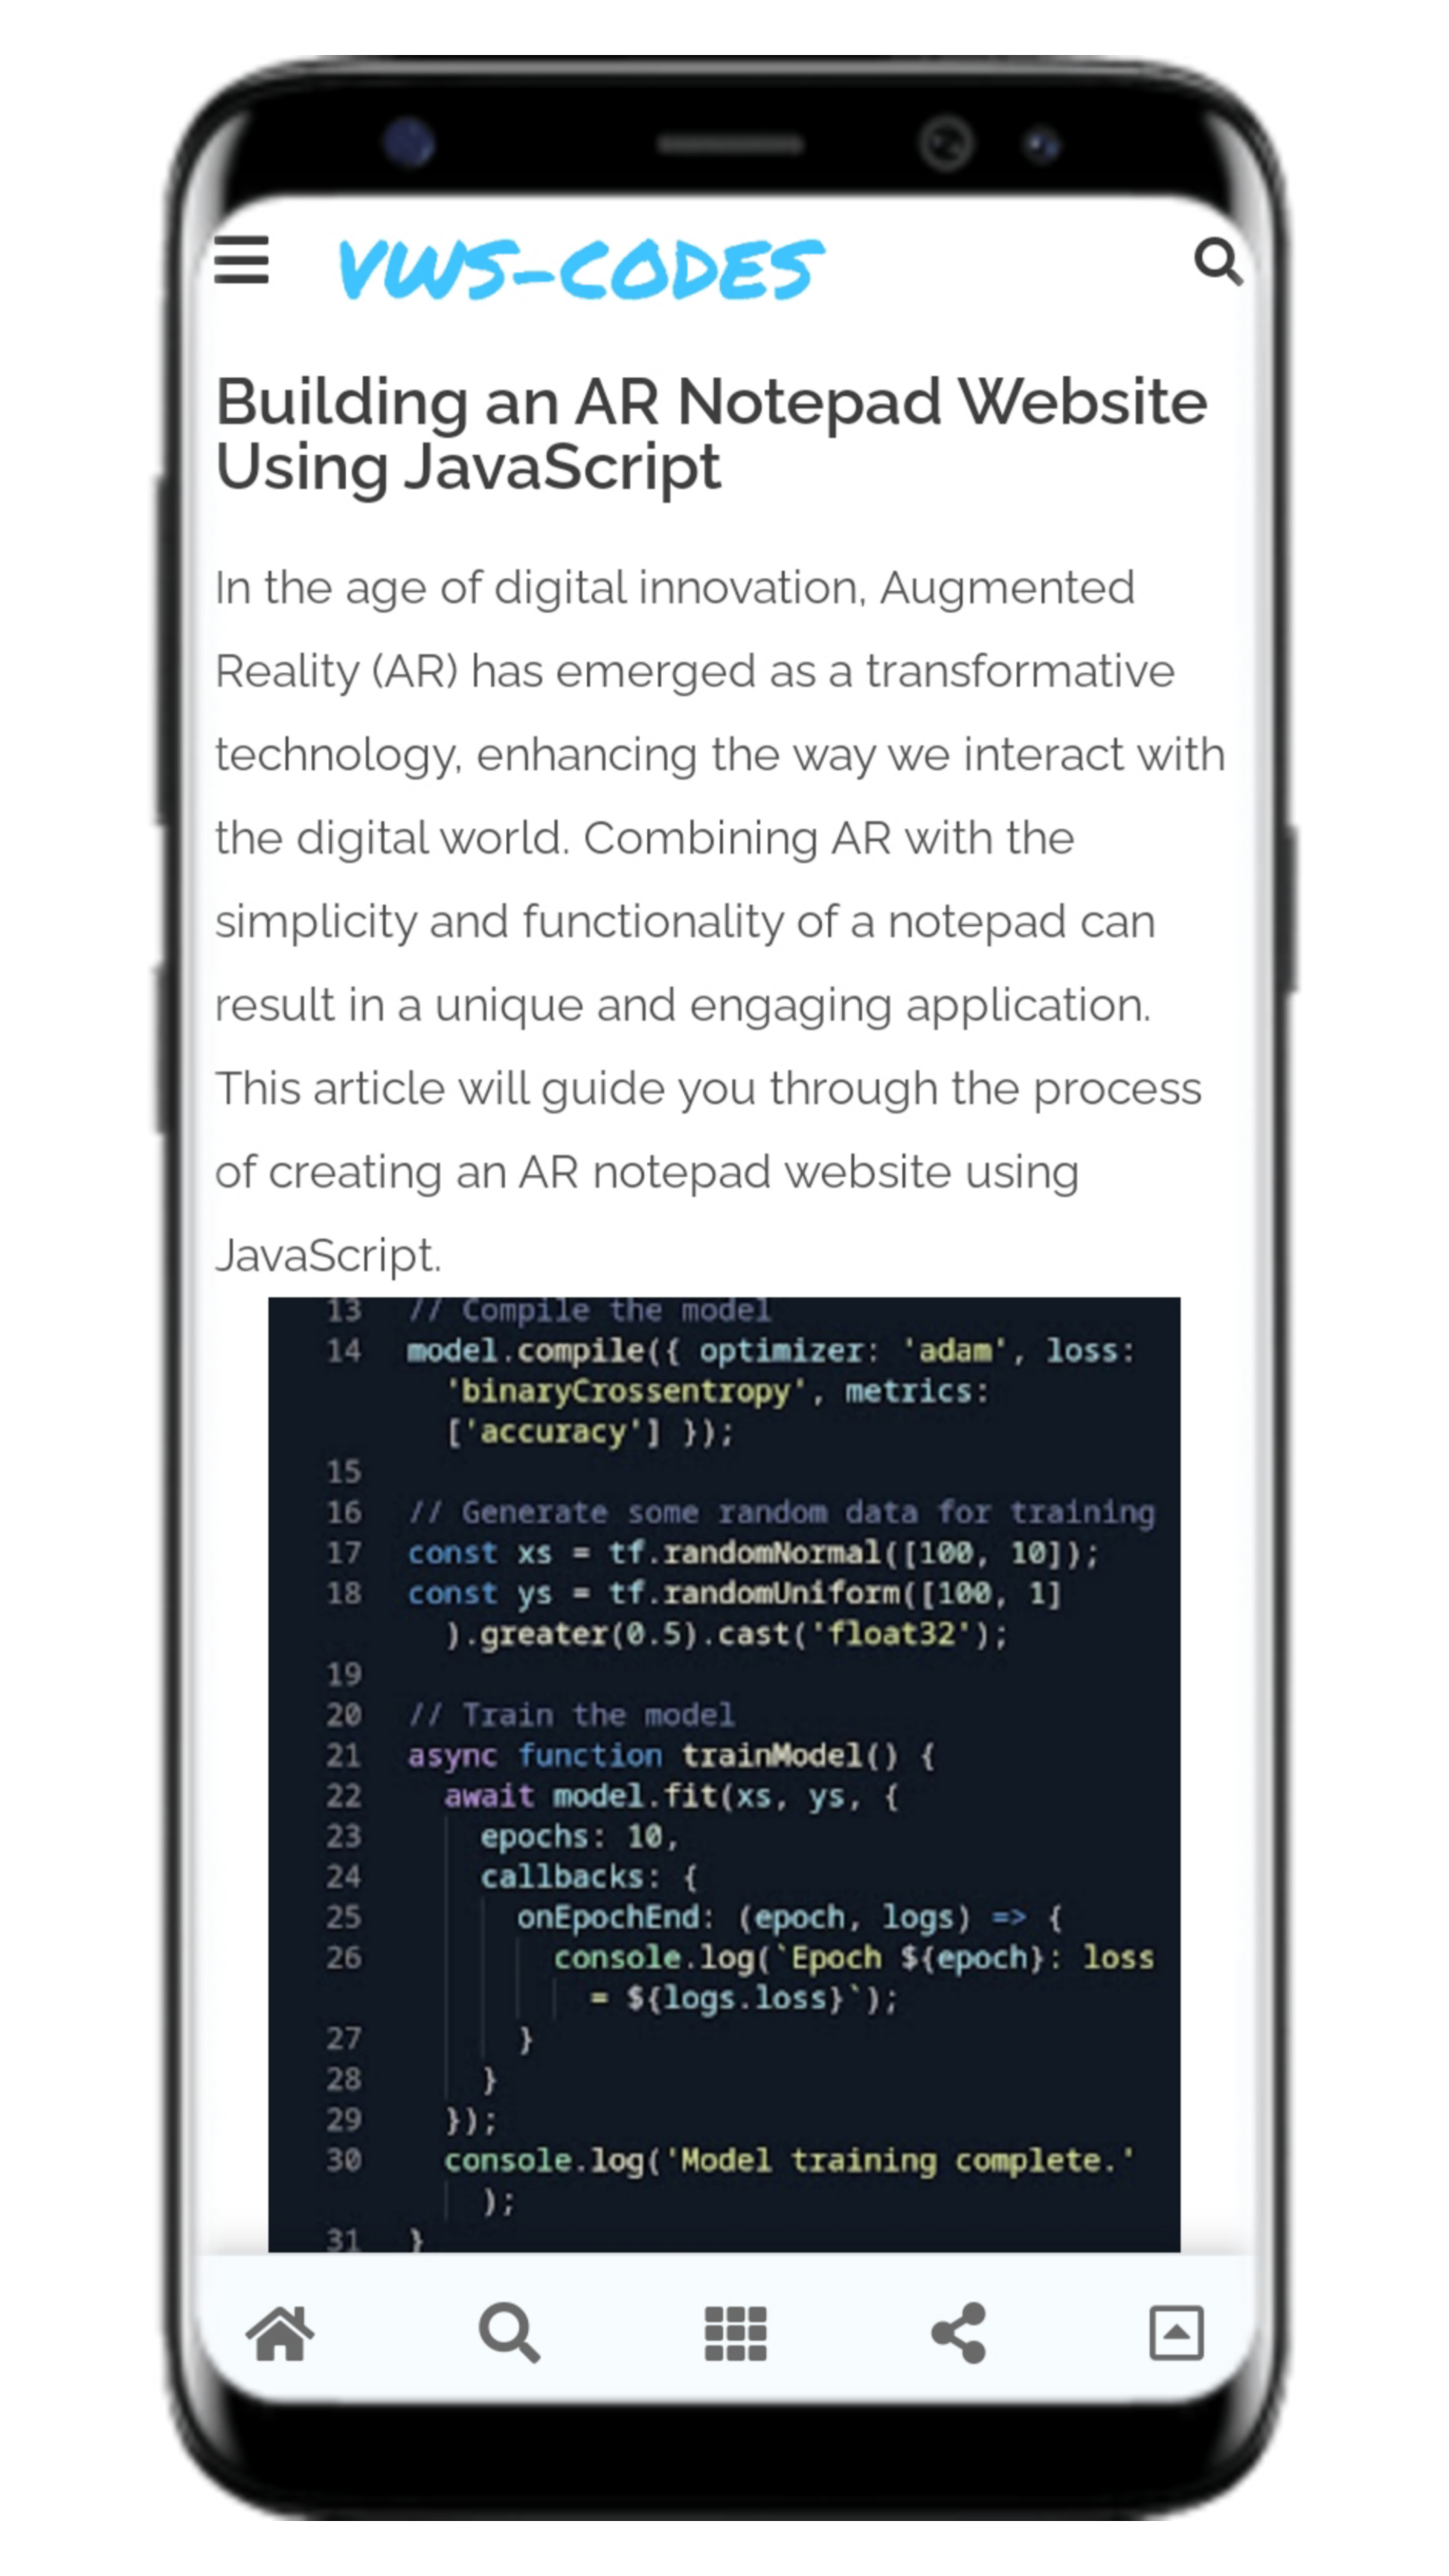 VWS-CODES
Building an AR Notepad Website
Using JavaScript
In the age of digital innovation, Augmented
Reality (AR) has emerged as a transformative
technology, enhancing the way we interact with
the digital world. Combining AR with the
simplicity and functionality of a notepad can
result in a unique and engaging application.
This article will guide you through the process
of creating an AR notepad website using
JavaScript.
13 // Compile the model
14 model.compile({ optimizer: 'adam', loss:
'binaryCrossentropy', metrics:
['accuracy'] });
15
16 // Generate some random data for training
17 const xs = tf.randomNormal([100, 10]);
18 const ys = tf.randomUniform([100, 1]
).greater(0.5).cast('float32');
19
20 // Train the model
21 async function trainModel() {
22 await model.fit(xs, ys, {
23 epochs: 10,
24 callbacks: {
25 onEpochEnd: (epoch, logs) => {
26 console.log(`Epoch ${epoch}: loss
= ${logs.loss}`);
27 }
28 }
29 });
30 console.log('Model training complete.'
);
31 }